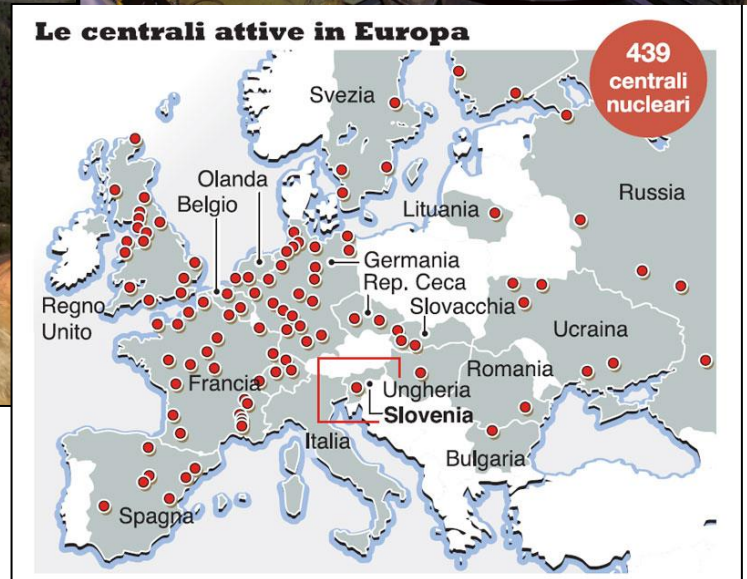 Le centrali attive in Europa
439
centrali
nucleari
Svezia
Olanda
Belgio
Lituania
Russia
Germania
Rep. Ceca
Slovacchia
Regno
Unito
Ucraina
Romania
Francia
Ungheria
Slovenia
Italia
Bulgaria
Spagna